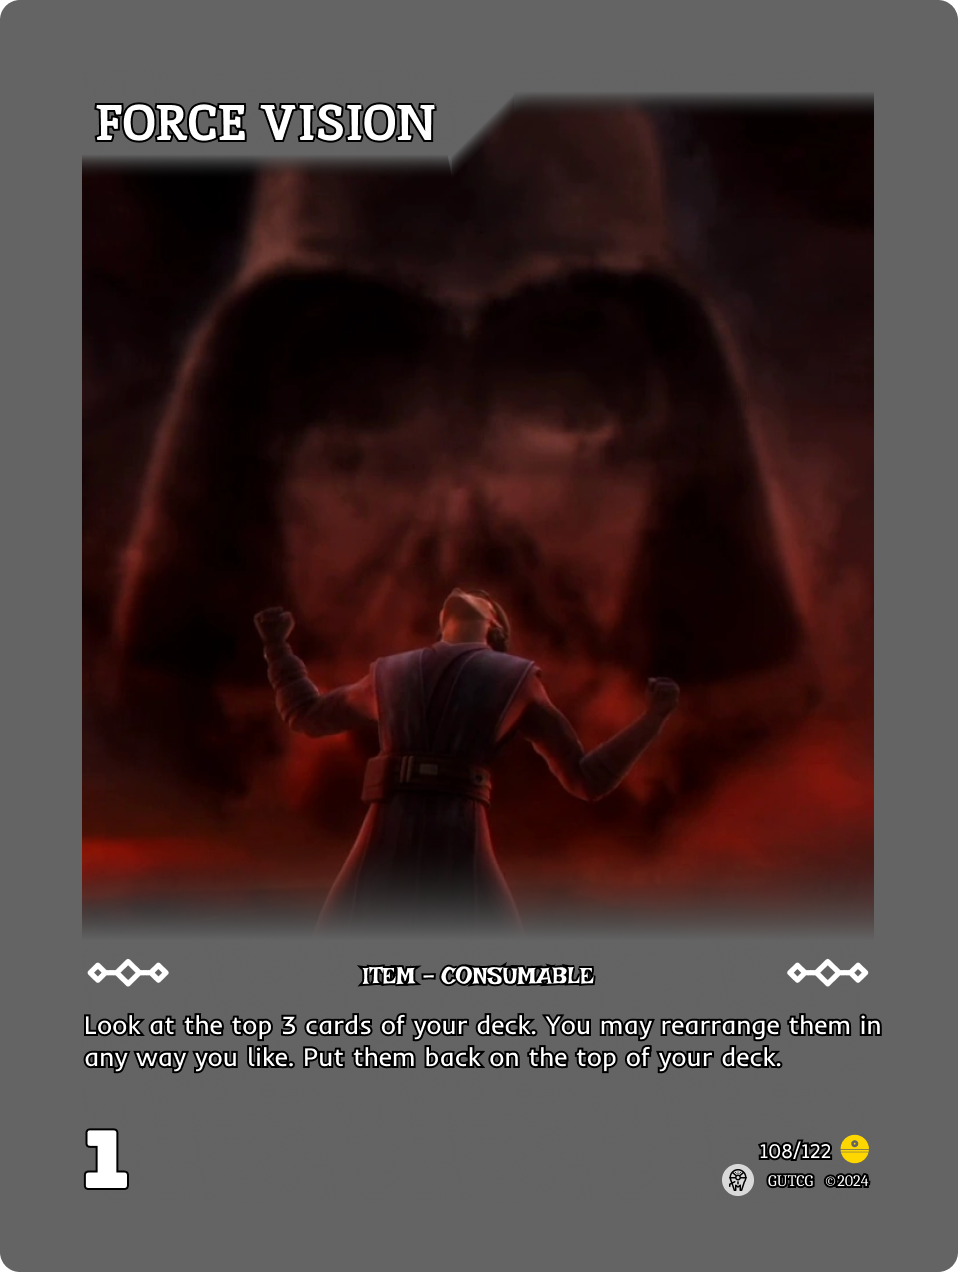 FORCE VISION
ITEM – CONSUMABLE
Look at the top 3 cards of your deck. You may rearrange them in
any way you like. Put them back on the top of your deck.
1
108/122
GUTCG ©2024